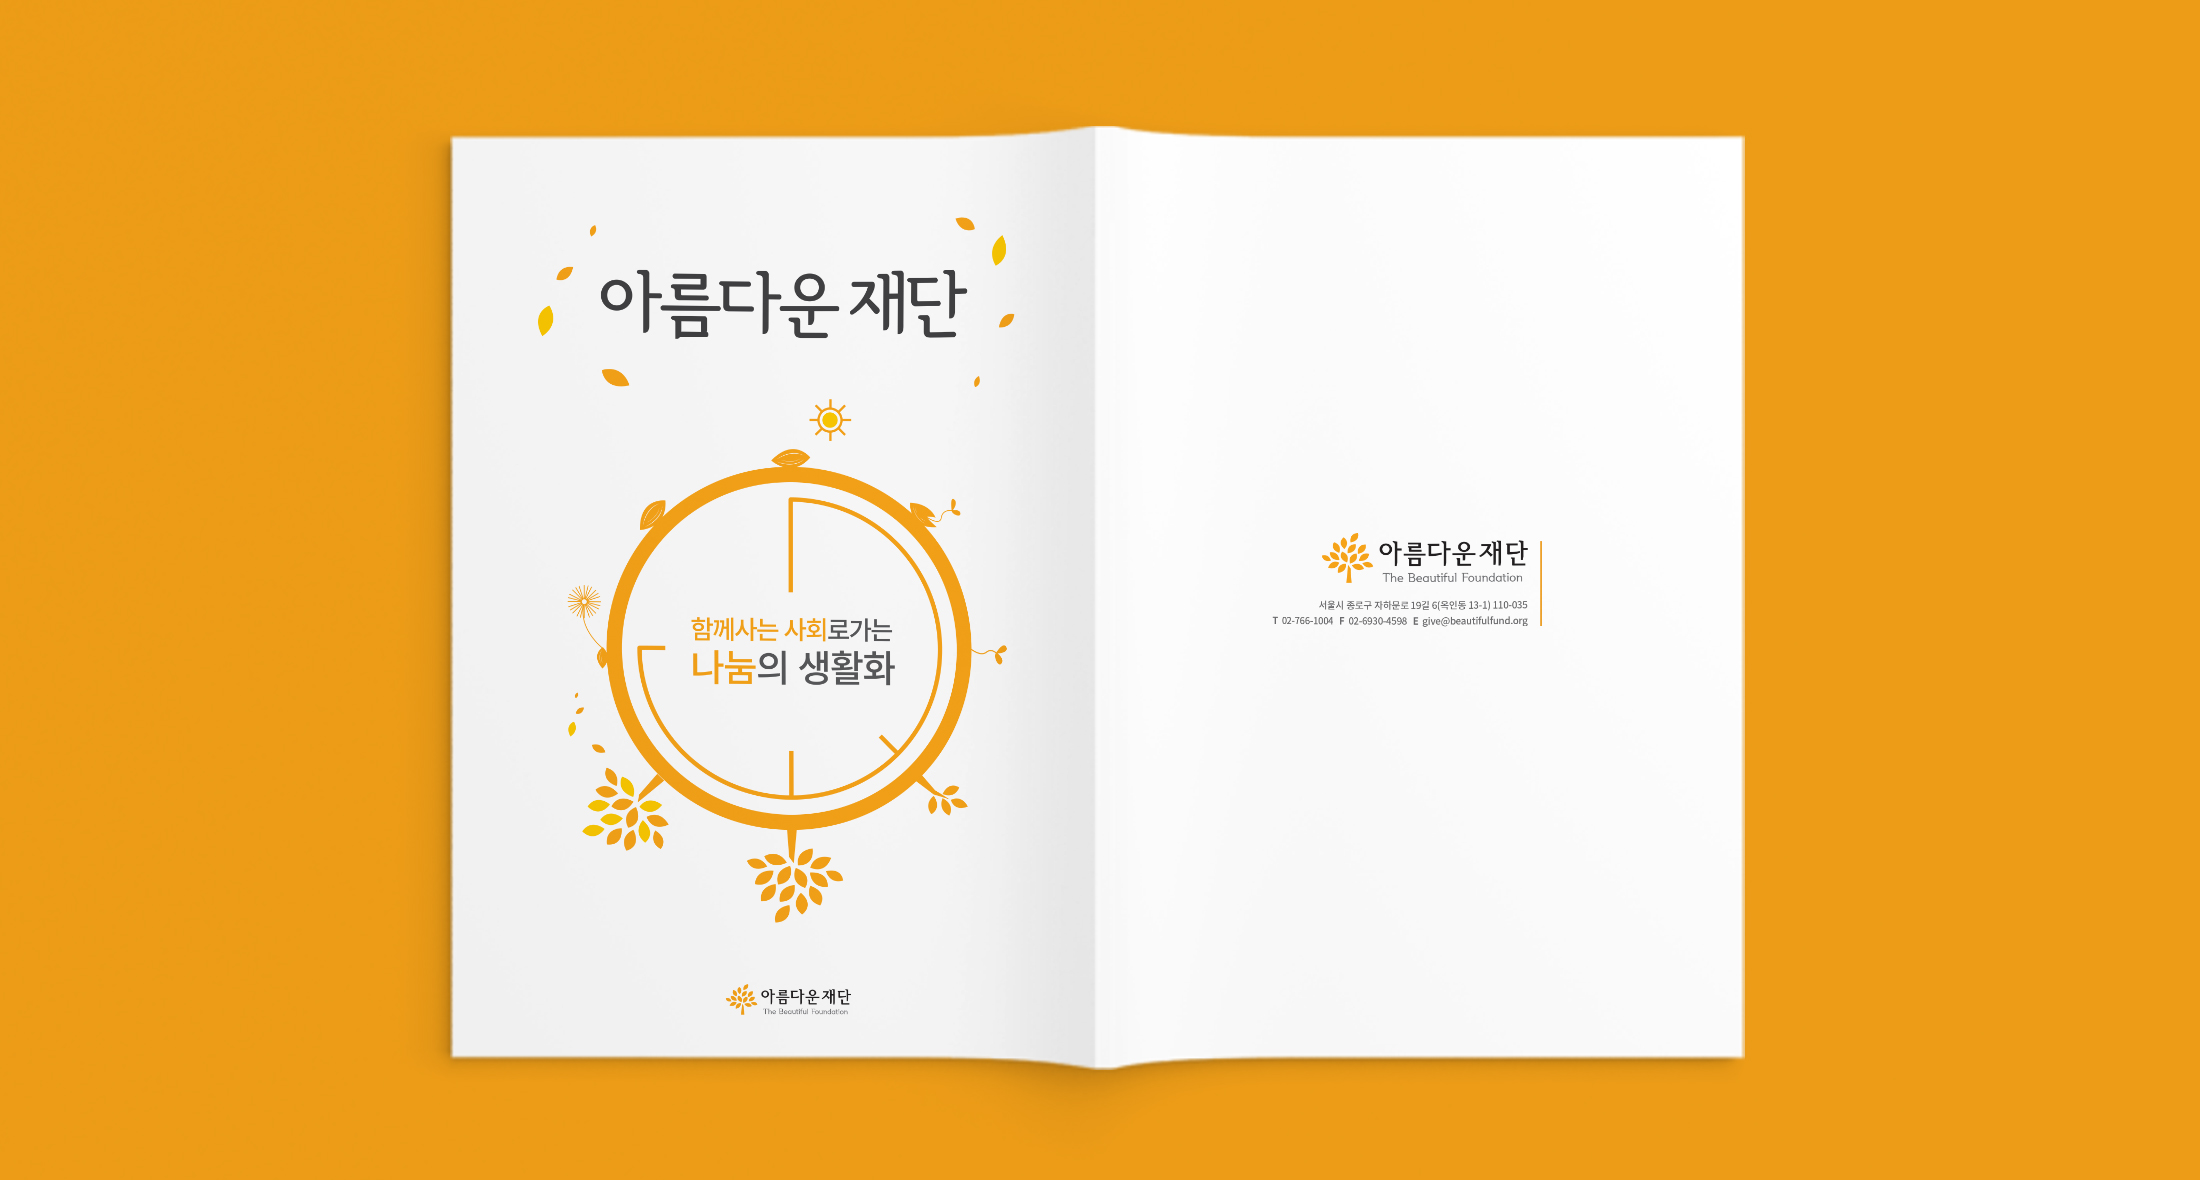 아름다운 재단
함께사는 사회로가는
나눔의 생활화
아름다운재단
The Beautiful Foundation
아름다운재단
The Beautiful Foundation
서울시 종로구 자하문로 19길 6(옥인동 13-1) 110-035
T 02-766-1004 F 02-6930-4598 E give@beautifulfund.org